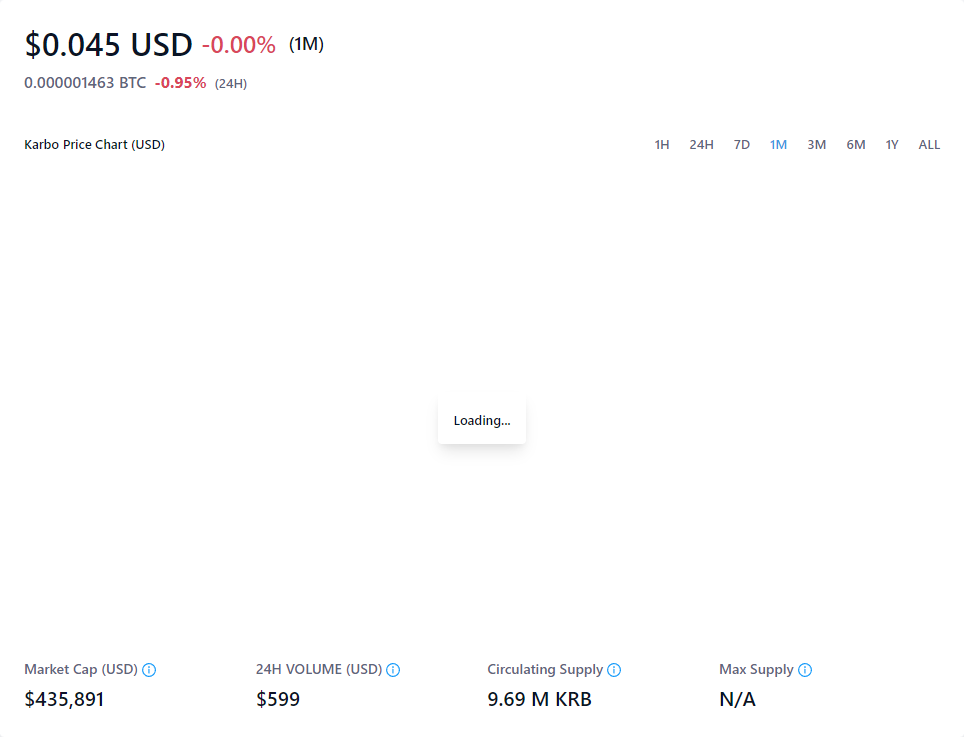 $0.045 USD -0.00% (1M)
0.000001463 BTC -0.95% (24H)
Karbo Price Chart (USD) 1H 24H 7D 1M 3M 6M 1Y ALL
Loading...
Market Cap (USD) 24H VOLUME (USD) Circulating Supply Max Supply
$435,891 $599 9.69 M KRB N/A